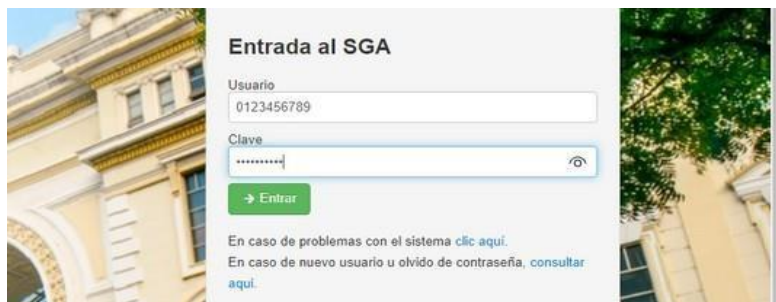 Entrada al SGA
Usuario
0123456789
Clave
••••••••••
→ Entrar
En caso de problemas con el sistema clic aquí.
En caso de nuevo usuario u olvido de contraseña, consultar
aquí.